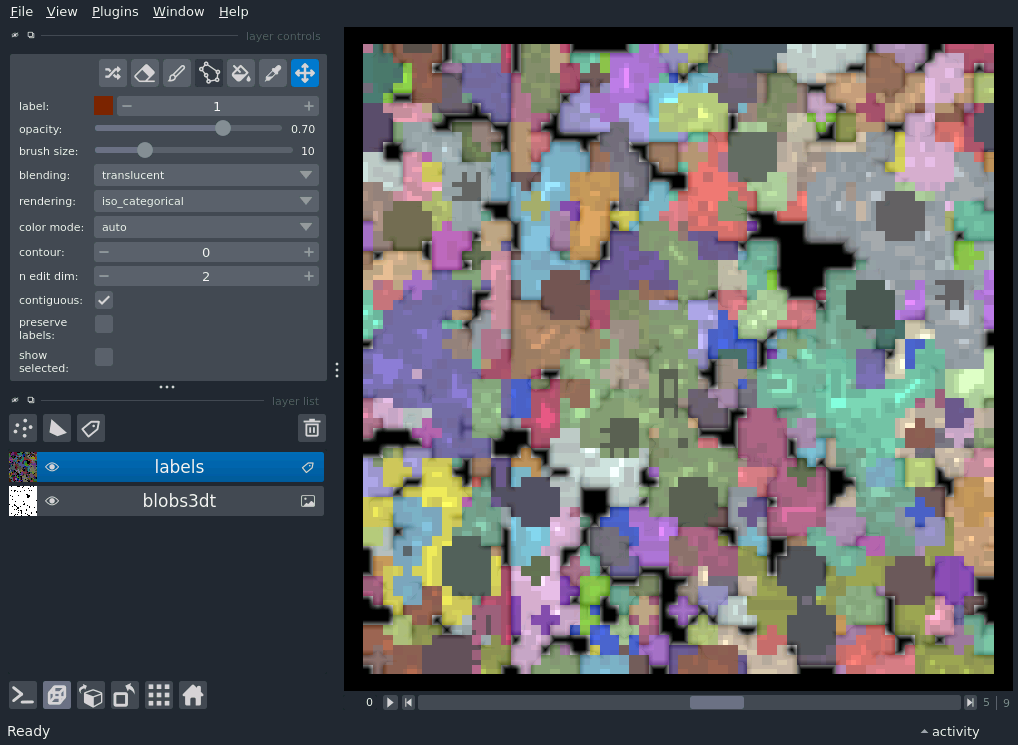 File View Plugins Window Help
layer controls
label: 1
opacity: 0.70
brush size: 10
blending: translucent
rendering: iso_categorical
color mode: auto
contour: 0
n edit dim: 2
contiguous:
preserve
labels:
show
selected:
layer list
labels
blobs3dt
0 5 9
Ready activity